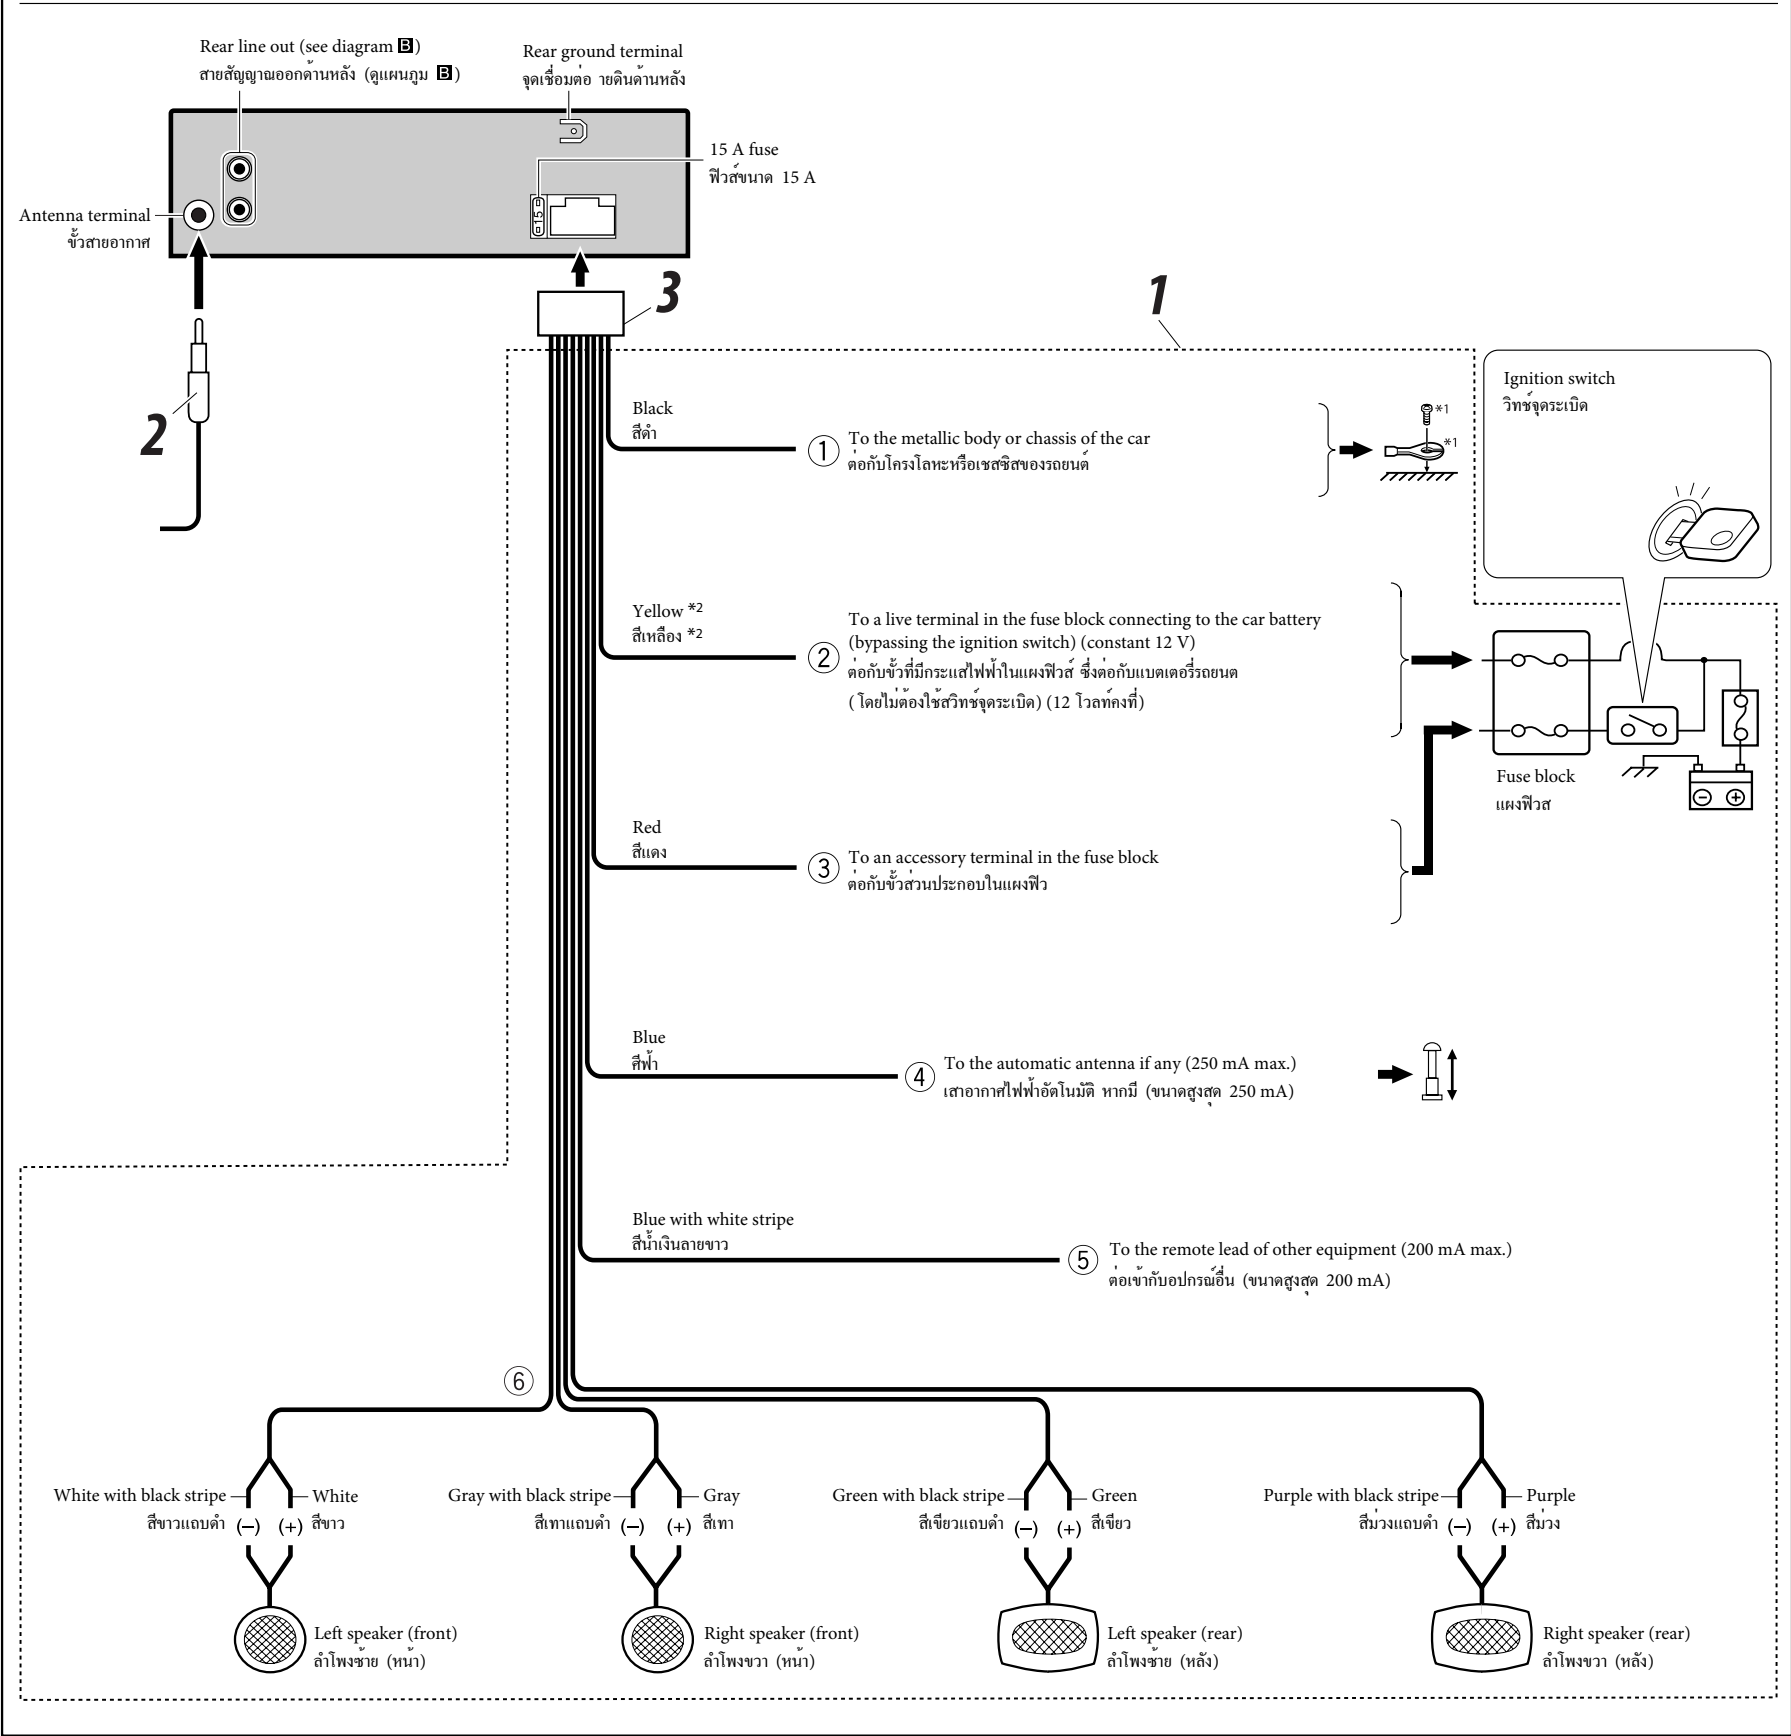 Rear line out (see diagram B)
สายสัญญาณออกด้านหลัง (ดูแผนภูม B)
Rear ground terminal
จุดเชื่อมต่อ ายดินด้านหลัง
15 A fuse
ฟิวส์ขนาด 15 A
Antenna terminal
ขั้วสายอากาศ
15
3
1
2
Ignition switch
วิทช์จุดระเบิด
Black
สีดำ
① To the metallic body or chassis of the car
ต่อกับโครงโลหะหรือเชสซิสของรถยนต์
*1
*1
Yellow *2
สีเหลือง *2
② To a live terminal in the fuse block connecting to the car battery
(bypassing the ignition switch) (constant 12 V)
ต่อกับขั้วที่มีกระแสไฟฟ้าในแผงฟิวส์ ซึ่งต่อกับแบตเตอรี่รถยนต
(โดยไม่ต้องใช้สวิทช์จุดระเบิด) (12 โวลท์คงที่)
Fuse block
แผงฟิวส
Red
สีแดง
③ To an accessory terminal in the fuse block
ต่อกับขั้วส่วนประกอบในแผงฟิว
Blue
ศีฟ้า
④ To the automatic antenna if any (250 mA max.)
เสาอากาศไฟฟ้าอัตโนมัติ หากมี (ขนาดสูงสุด 250 mA)
Blue with white stripe
สีน้ำเงินลายขาว
⑤ To the remote lead of other equipment (200 mA max.)
ต่อเข้ากับอปกรณ์อื่น (ขนาดสูงสุด 200 mA)
⑥
White with black stripe
สีขาวแถบดำ (−)
White
(+) สีขาว
Gray with black stripe
สีเทาแถบดำ (−)
Gray
(+) สีเทา
Green with black stripe
สีเขียวแถบดำ (−)
Green
(+) สีเขียว
Purple with black stripe
สีม่วงแถบดำ (−)
Purple
(+) สีม่วง
Left speaker (front)
ลำโพงซ้าย (หน้า)
Right speaker (front)
ลำโพงขวา (หน้า)
Left speaker (rear)
ลำโพงซ้าย (หลัง)
Right speaker (rear)
ลำโพงขวา (หลัง)